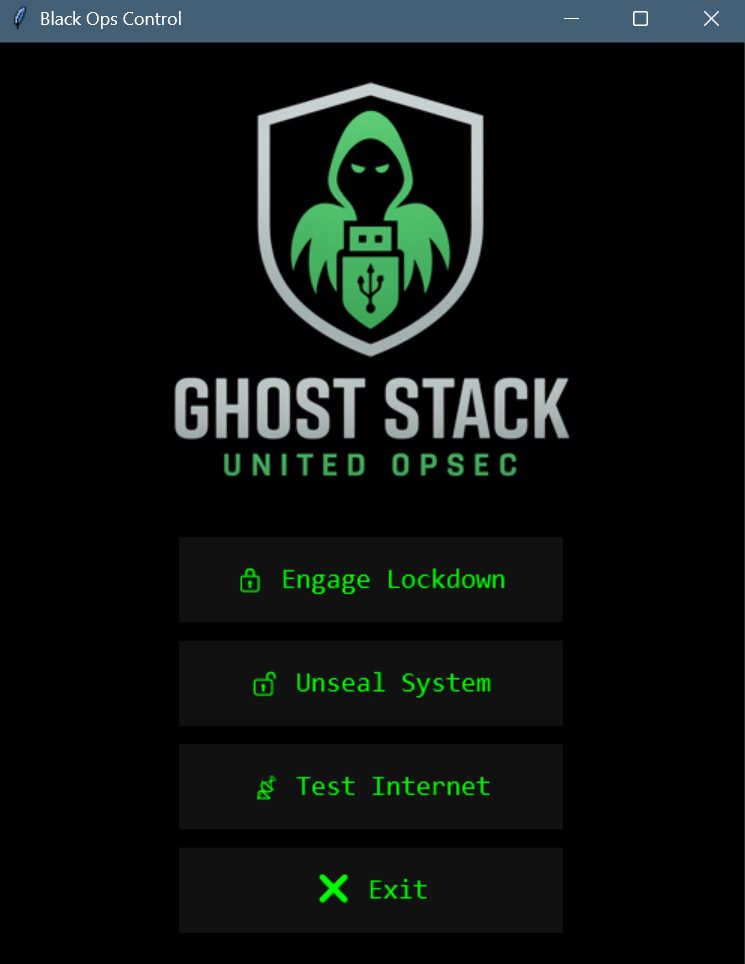 Black Ops Control
GHOST STACK
UNITED OPSEC
🔒 Engage Lockdown
🔓 Unseal System
📡 Test Internet
❌ Exit